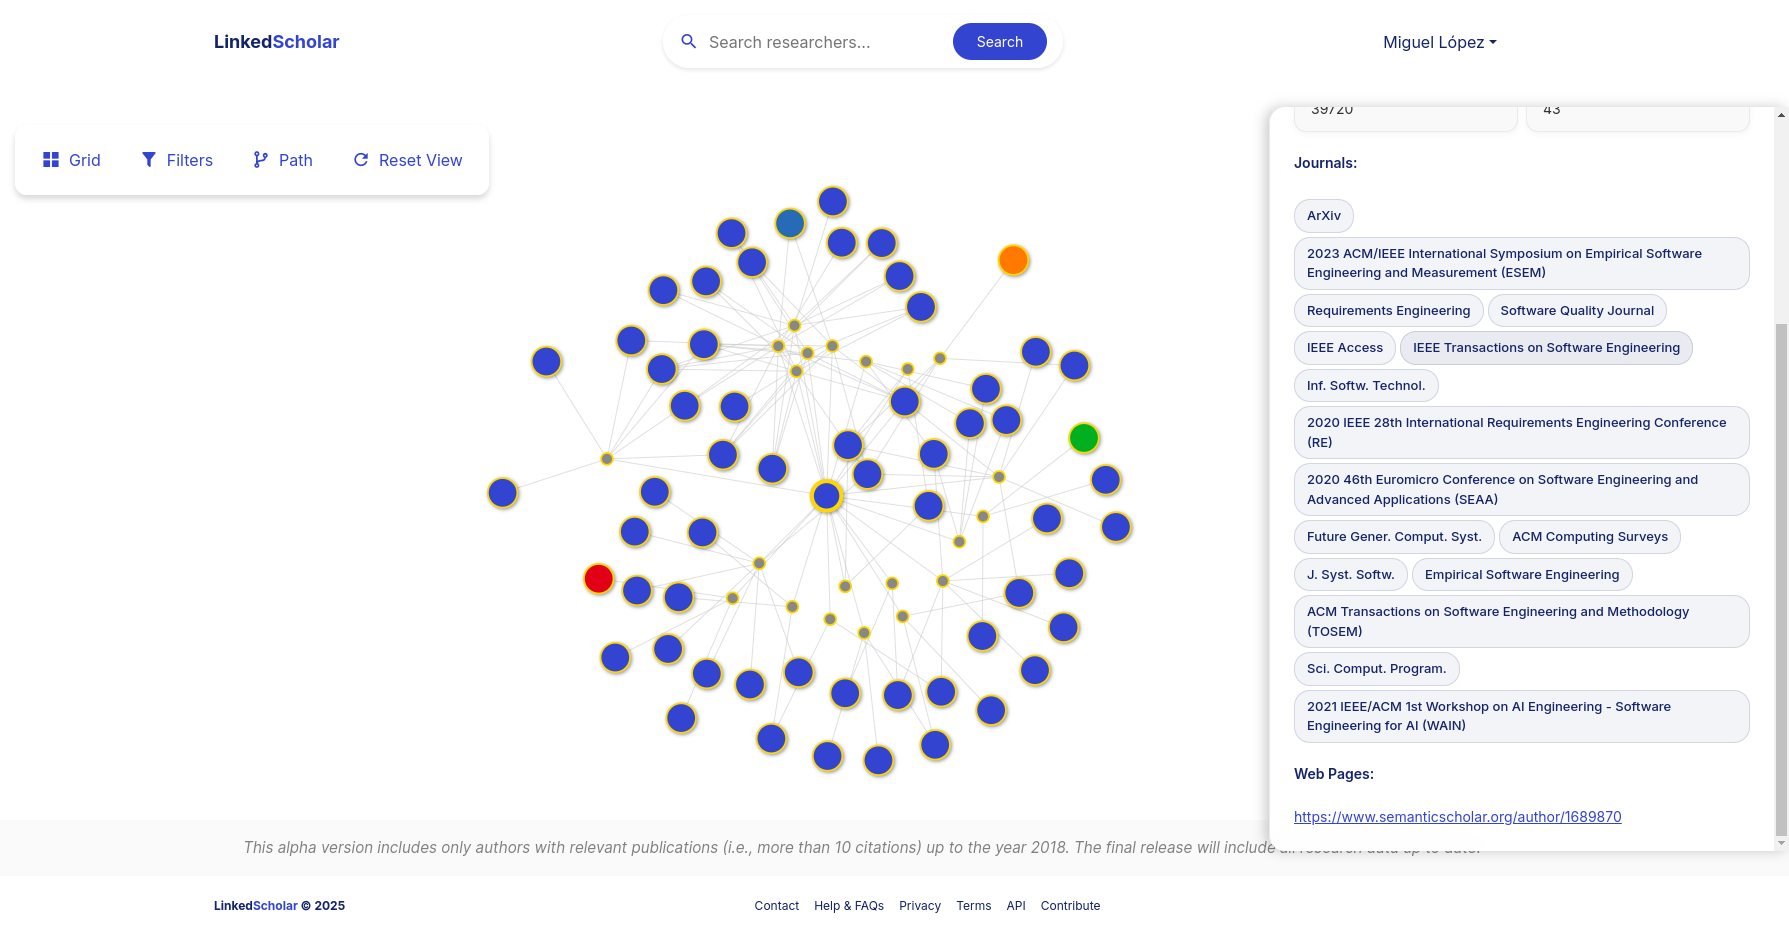 LinkedScholar
Search researchers...
Search
Miguel López
Grid
Filters
Path
Reset View
39720
43
Journals:
ArXiv
2023 ACM/IEEE International Symposium on Empirical Software
Engineering and Measurement (ESEM)
Requirements Engineering
Software Quality Journal
IEEE Access
IEEE Transactions on Software Engineering
Inf. Softw. Technol.
2020 IEEE 28th International Requirements Engineering Conference
(RE)
2020 46th Euromicro Conference on Software Engineering and
Advanced Applications (SEAA)
Future Gener. Comput. Syst.
ACM Computing Surveys
J. Syst. Softw.
Empirical Software Engineering
ACM Transactions on Software Engineering and Methodology
(TOSEM)
Sci. Comput. Program.
2021 IEEE/ACM 1st Workshop on AI Engineering - Software
Engineering for AI (WAIN)
Web Pages:
https://www.semanticscholar.org/author/1689870
This alpha version includes only authors with relevant publications (i.e., more than 10 citations) up to the year 2018. The final release will include all research data up to date.
LinkedScholar © 2025
Contact
Help & FAQs
Privacy
Terms
API
Contribute